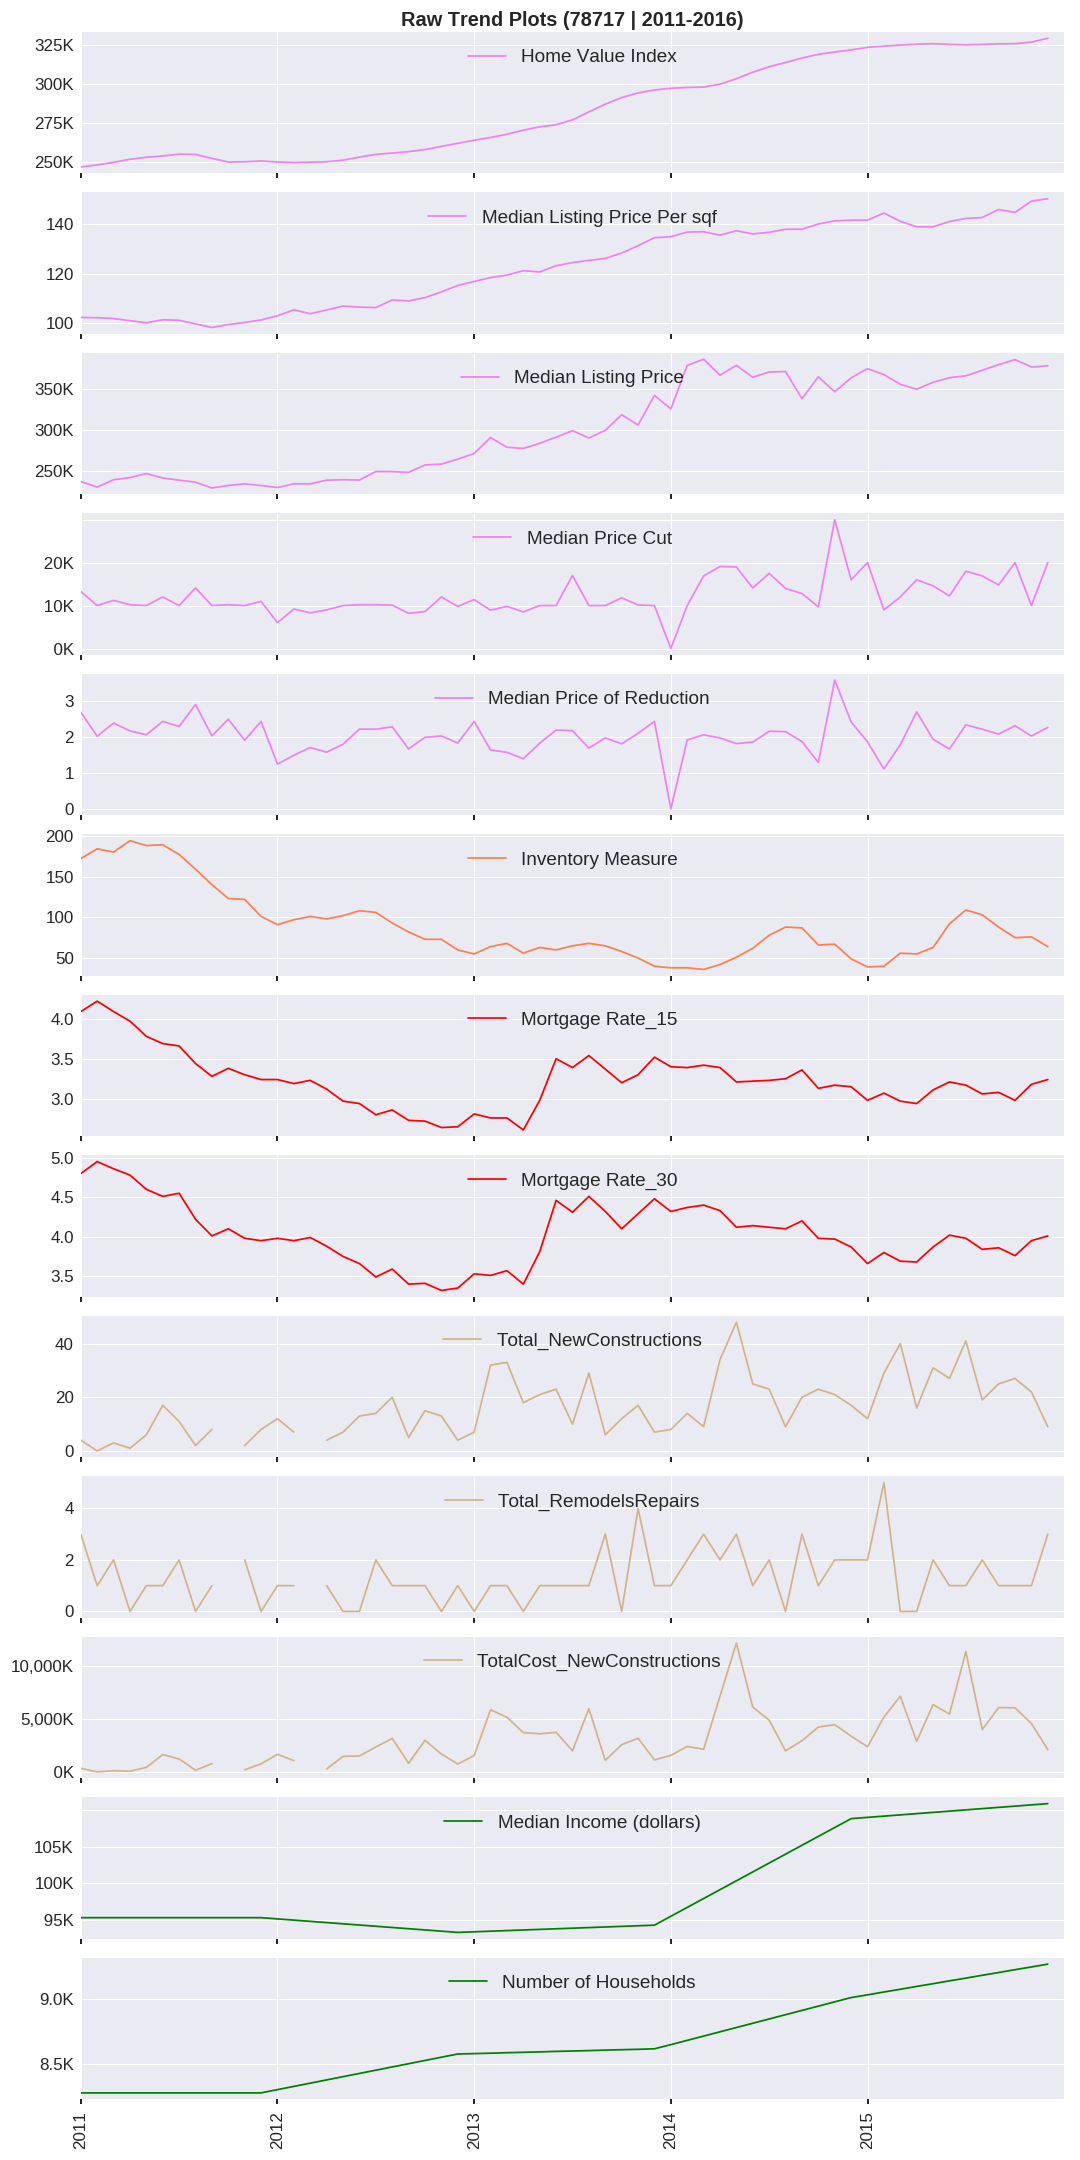 Raw Trend Plots (78717 | 2011-2016)
Home Value Index
325K
300K
275K
250K
Median Listing Price Per sqf
140
120
100
Median Listing Price
350K
300K
250K
Median Price Cut
20K
10K
0K
Median Price of Reduction
3
2
1
0
Inventory Measure
200
150
100
50
Mortgage Rate_15
4.0
3.5
3.0
Mortgage Rate_30
5.0
4.5
4.0
3.5
Total_NewConstructions
40
20
0
Total_RemodelsRepairs
4
2
0
TotalCost_NewConstructions
10,000K
5,000K
0K
Median Income (dollars)
105K
100K
95K
Number of Households
9.0K
8.5K
2011
2012
2013
2014
2015